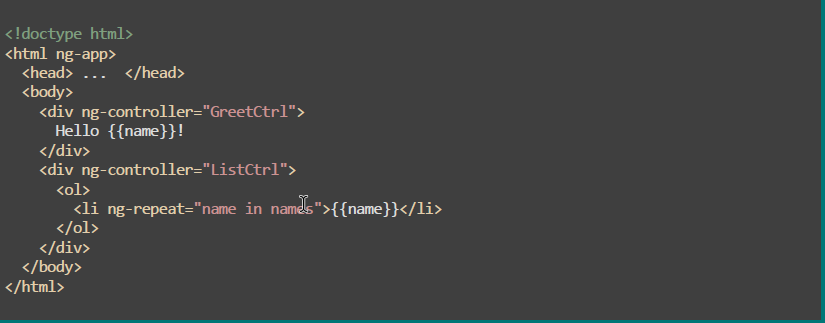 <!doctype html>
<html ng-app>
  <head> ...  </head>
  <body>
    <div ng-controller="GreetCtrl">
      Hello {{name}}!
    </div>
    <div ng-controller="ListCtrl">
      <ol>
        <li ng-repeat="name in names">{{name}}</li>
      </ol>
    </div>
  </body>
</html>